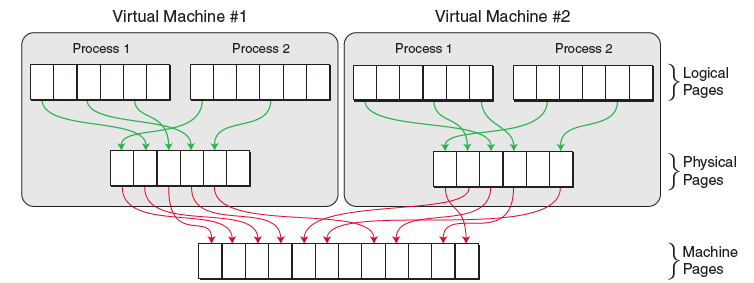 Virtual Machine #1
Virtual Machine #2
Process 1
Process 2
Process 1
Process 2
Logical
Pages
Physical
Pages
Machine
Pages